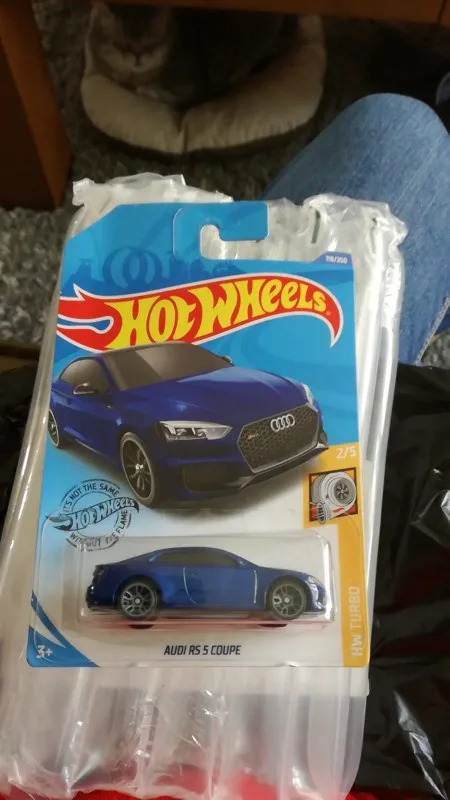 118/250
HOT WHEELS
2/5
IT'S NOT THE SAME
HOT WHEELS
WITHOUT THE FLAME
HW TURBO
AUDI RS 5 COUPE
3+